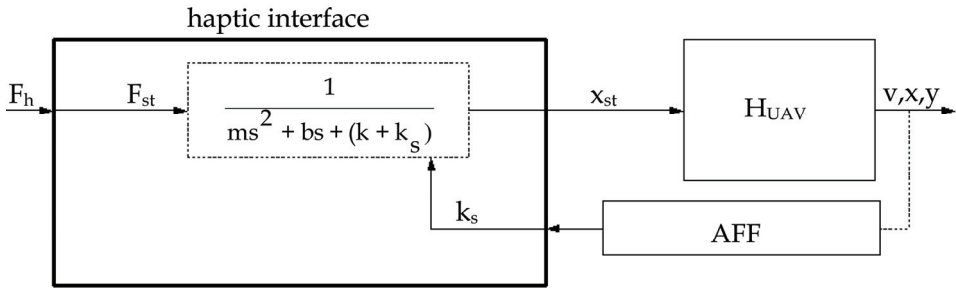 haptic interface
F_h
F_st
1
ms^2 + bs + (k + k_s)
x_st
H_UAV
v,x,y
k_s
AFF